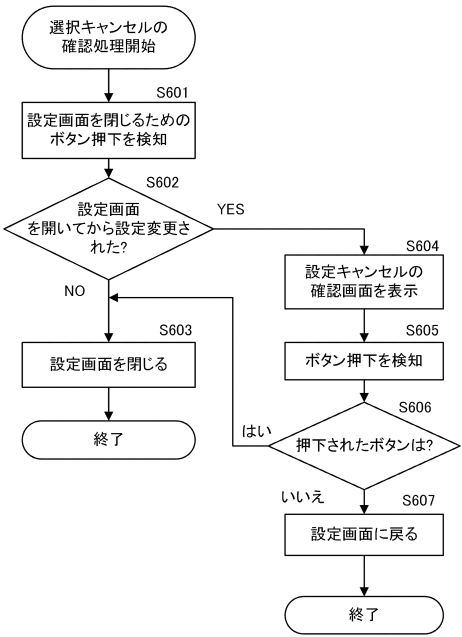 選択キャンセルの
確認処理開始
S601
設定画面を閉じるための
ボタン押下を検知
S602
設定画面
を開いてから設定変更さ
れた?
YES
NO
S603
設定画面を閉じる
終了
S604
設定キャンセルの
確認画面を表示
S605
ボタン押下を検知
S606
押下されたボタンは?
はい
いいえ
S607
設定画面に戻る
終了